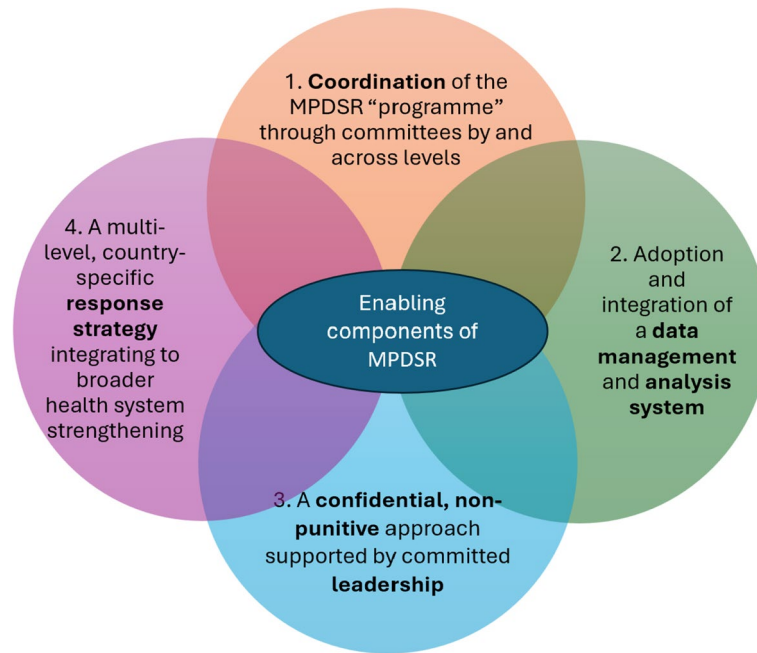 1. Coordination of the
MPDSR “programme”
through committees by and
across levels
2. Adoption
and
integration of
a data
management
and analysis
system
3. A confidential, non-
punitive approach
supported by committed
leadership
4. A multi-
level, country-
specific
response
strategy
integrating to
broader
health system
strengthening
Enabling
components of
MPDSR